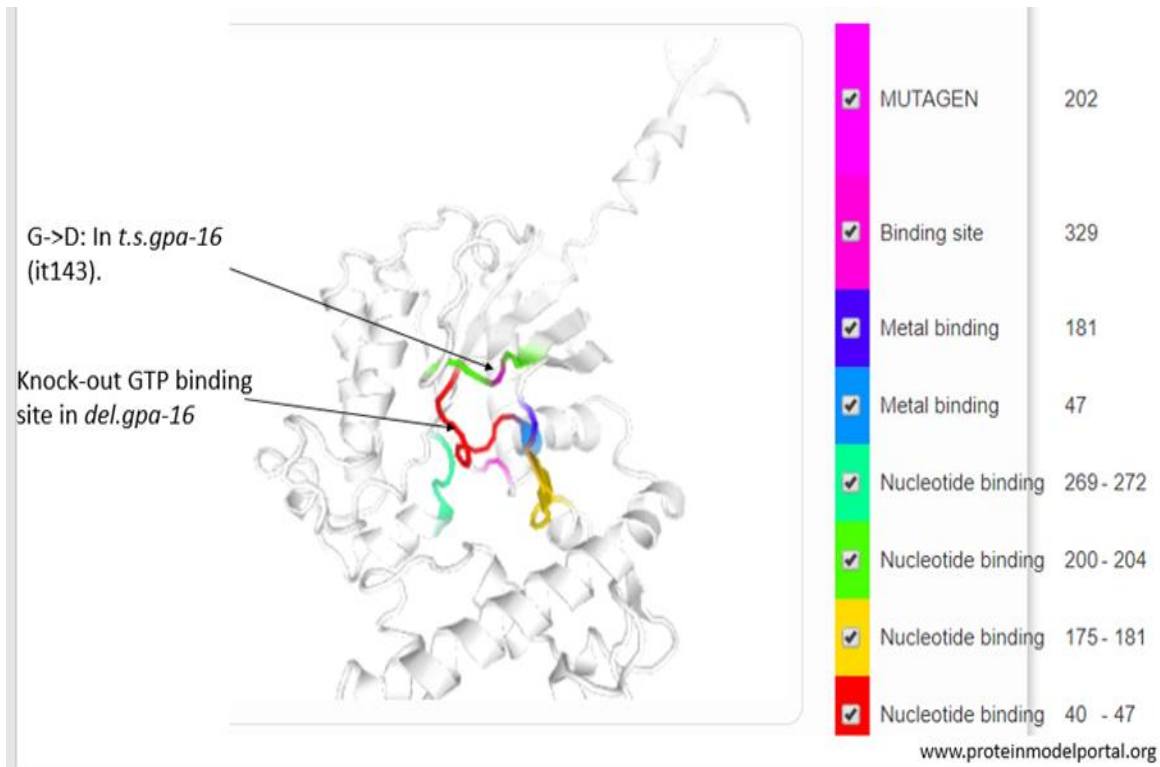 MUTAGEN 202
G->D: In t.s.gpa-16
(it143).
Binding site 329
Metal binding 181
Knock-out GTP binding
site in del.gpa-16
Metal binding 47
Nucleotide binding 269 - 272
Nucleotide binding 200 - 204
Nucleotide binding 175 - 181
Nucleotide binding 40 - 47
www.proteinmodelportal.org